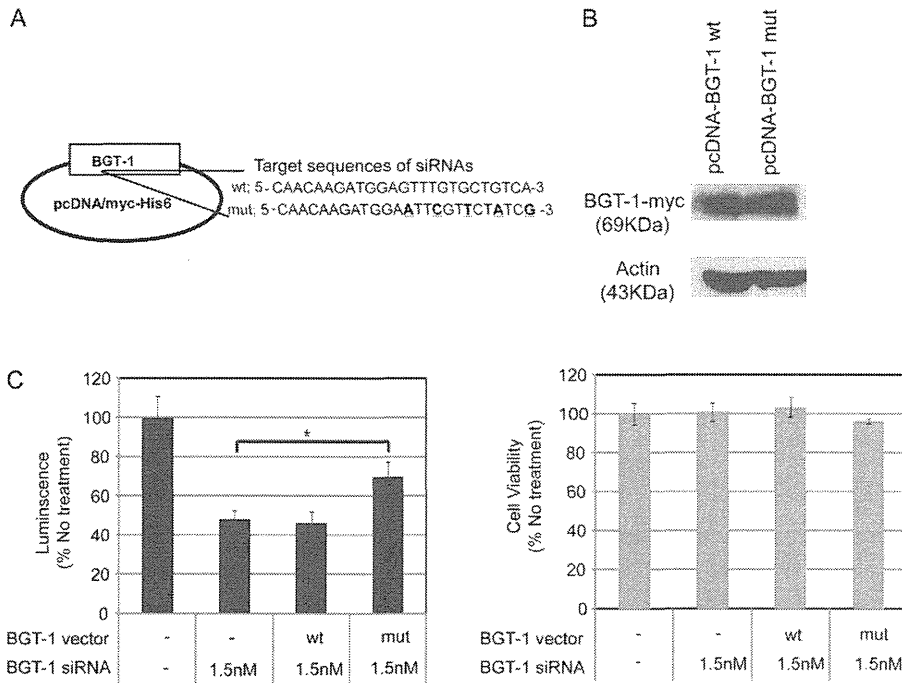 A
BGT-1
pcDNA/myc-His6
Target sequences of siRNAs
wt; 5-CAACAAGATGGAGTTTGTGCTGTCA-3
mut; 5-CAACAAGATGGAATTCGTTCTATCG-3
B
pcDNA-BGT-1 wt
pcDNA-BGT-1 mut
BGT-1-myc
(69KDa)
Actin
(43KDa)
C
Luminscence
(% No treatment)
120
100
80
60
40
20
0
*
BGT-1 vector - - wt mut
BGT-1 siRNA - 1.5nM 1.5nM 1.5nM
Cell Viability
(% No treatment)
120
100
80
60
40
20
0
BGT-1 vector - - wt mut
BGT-1 siRNA - 1.5nM 1.5nM 1.5nM